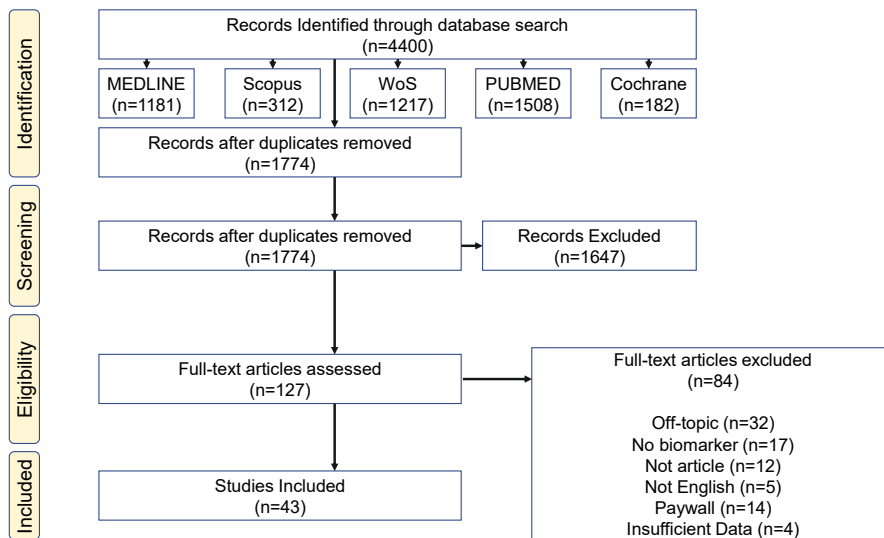 Identification
Records Identified through database search
(n=4400)
MEDLINE
(n=1181)
Scopus
(n=312)
WoS
(n=1217)
PUBMED
(n=1508)
Cochrane
(n=182)
Records after duplicates removed
(n=1774)
Screening
Records after duplicates removed
(n=1774)
Records Excluded
(n=1647)
Eligibility
Full-text articles assessed
(n=127)
Full-text articles excluded
(n=84)
Off-topic (n=32)
No biomarker (n=17)
Not article (n=12)
Not English (n=5)
Paywall (n=14)
Insufficient Data (n=4)
Included
Studies Included
(n=43)